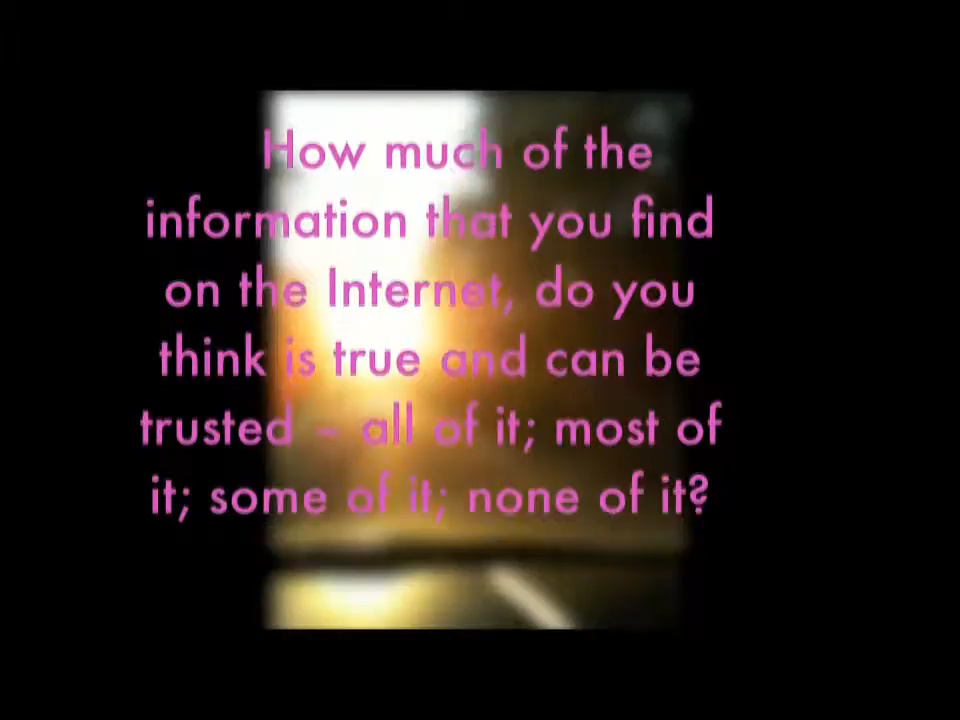 How much of the
information that you find
on the Internet, do you
think is true and can be
trusted – all of it; most of
it; some of it; none of it?